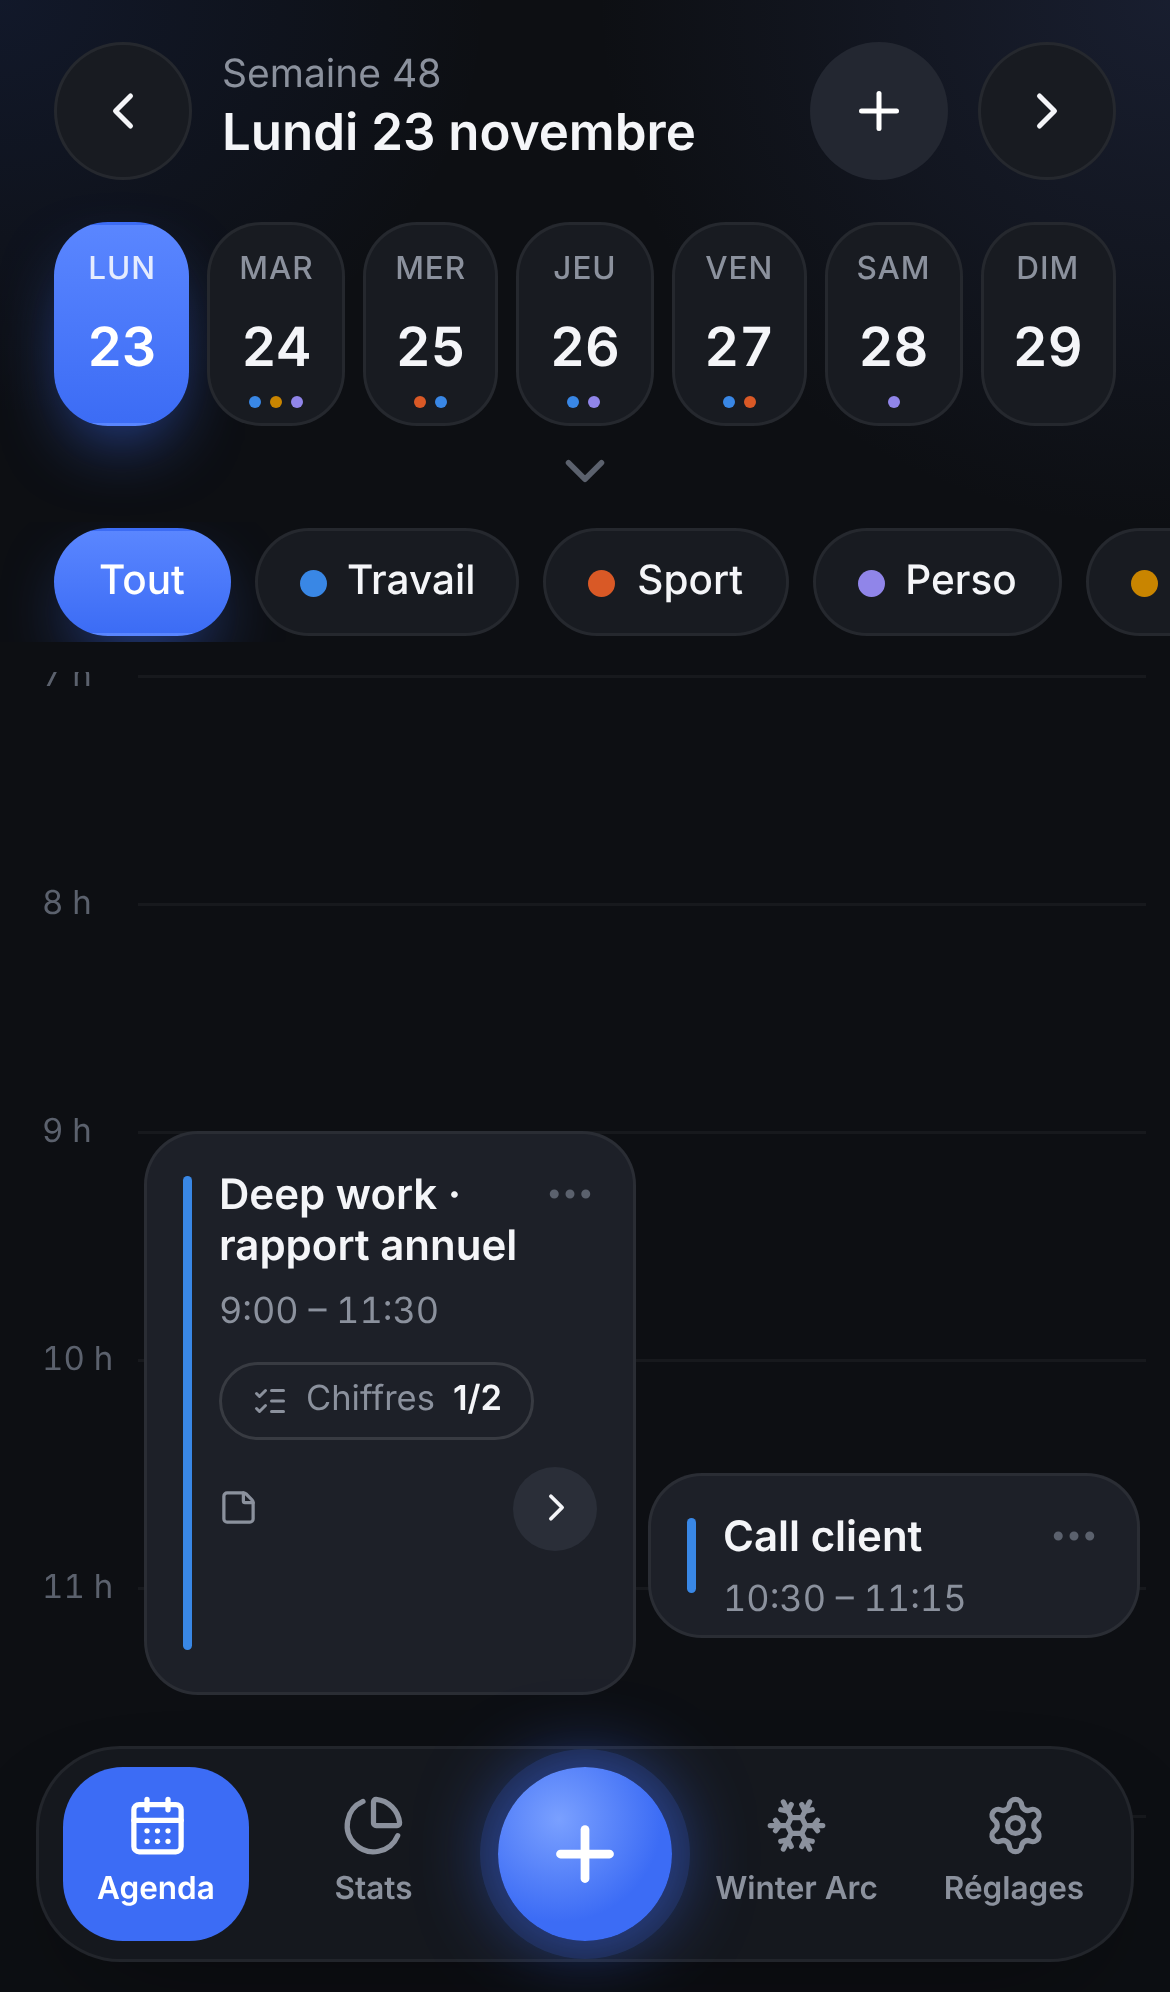 Semaine 48
Lundi 23 novembre
LUN MAR MER JEU VEN SAM DIM
23 24 25 26 27 28 29
Tout Travail Sport Perso
7 h
8 h
9 h
Deep work ·
rapport annuel
9:00 – 11:30
10 h
Chiffres 1/2
Call client
10:30 – 11:15
11 h
Agenda Stats Winter Arc Réglages